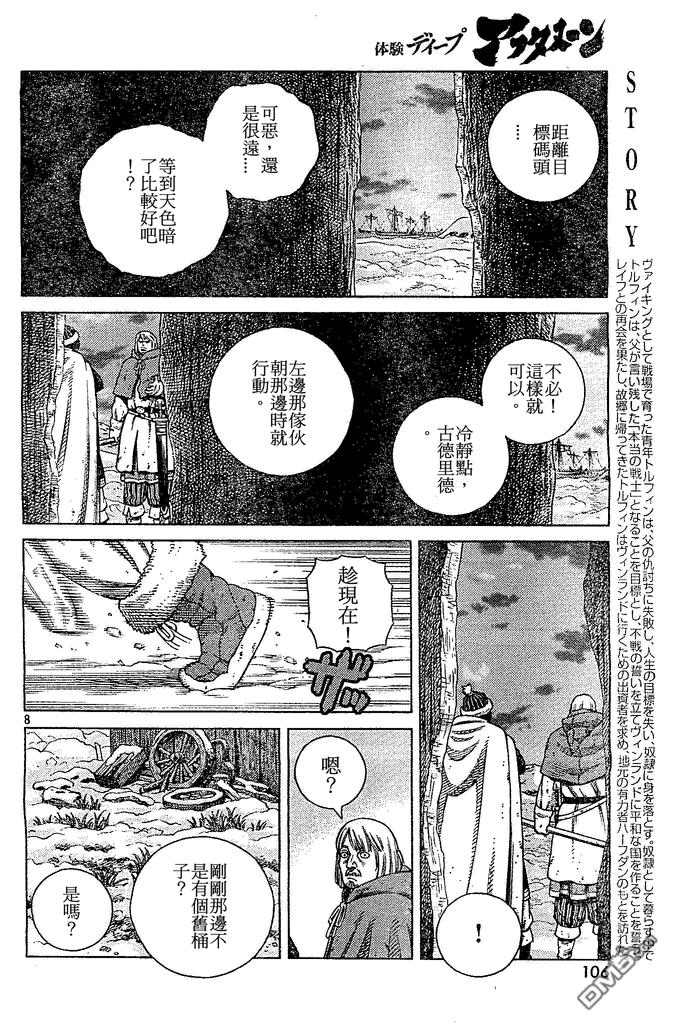 体験ディープ アフタヌーン
STORY
ヴァイキングとして戦場で育った青年トルフィンは、父の仇討ちに失敗し、人生の目標を失い、奴隷に身を落とす。奴隷として暮らす中で
トルフィンは、父が言い残した「本当の戦士」となることを目標とし、不戦の誓いを立てヴィンランドに平和な国を作ることを誓う
レイフとの再会を果たし、故郷に帰ってきたトルフィンはヴィンランドに行くための出資者を求め、地元の有力者ハーフダンのもとを訪れた
距離目
標碼頭
……
可惡，還
是很遠…
等到天色暗
了比較好吧
！？
不必！
這樣就
可以。
冷靜點，
古德里德
。
左邊那傢伙
朝那邊時就
行動。
！
趁現在！
ザッ
嗯？
剛剛那邊不
是有個舊桶
子？
是嗎？
8
106